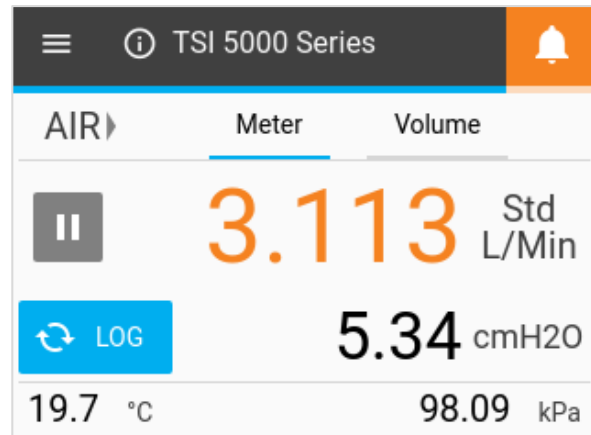 TSI 5000 Series
AIR Meter Volume
3.113 Std L/Min
LOG 5.34 cmH2O
19.7 °C 98.09 kPa